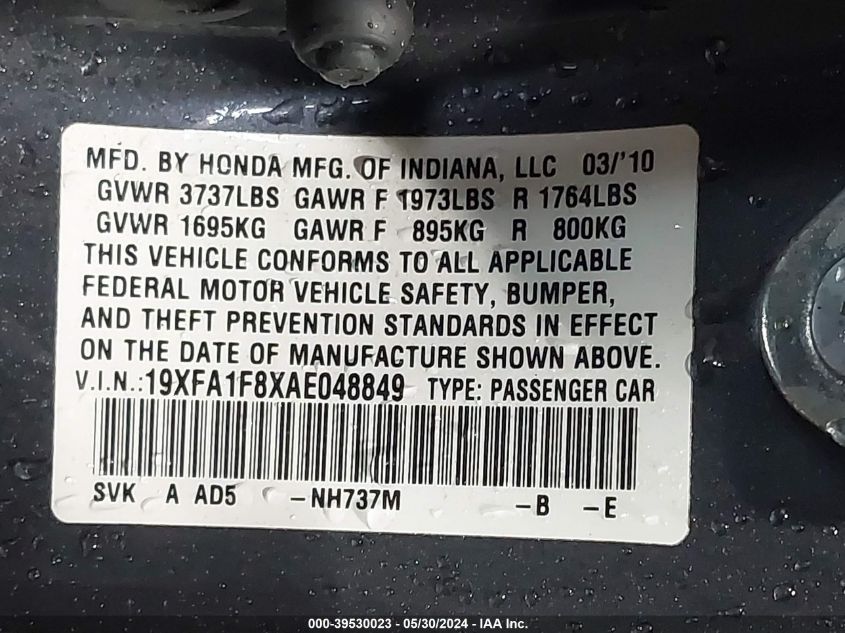 MFD. BY HONDA MFG. OF INDIANA, LLC 03/'10
GVWR 3737LBS GAWR F 1973LBS R 1764LBS
GVWR 1695KG GAWR F 895KG R 800KG
THIS VEHICLE CONFORMS TO ALL APPLICABLE
FEDERAL MOTOR VEHICLE SAFETY, BUMPER,
AND THEFT PREVENTION STANDARDS IN EFFECT
ON THE DATE OF MANUFACTURE SHOWN ABOVE.
V.I.N.:19XFA1F8XAE048849 TYPE: PASSENGER CAR
SVK A AD5 -NH737M -B -E
000-39530023 - 05/30/2024 - IAA Inc.